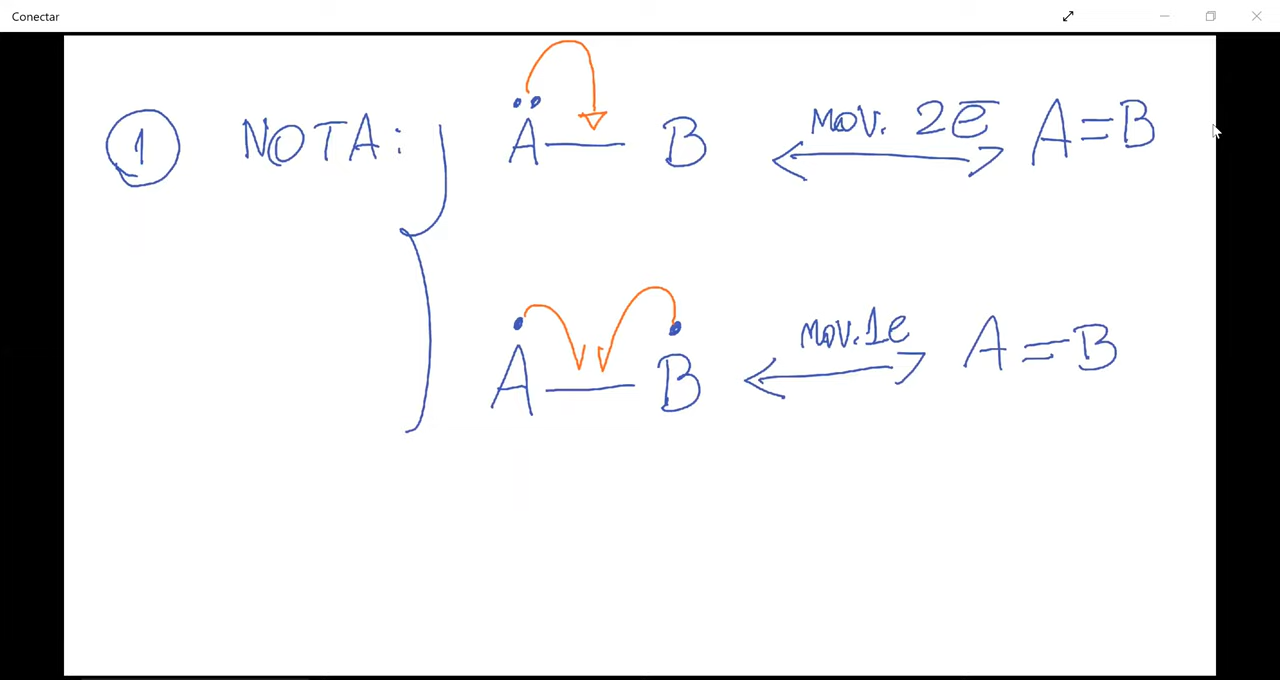 Conectar
① NOTA: Ä — B ⟷ MOV. 2e̅ A=B
A — B ⟷ MOV. 1e A=B